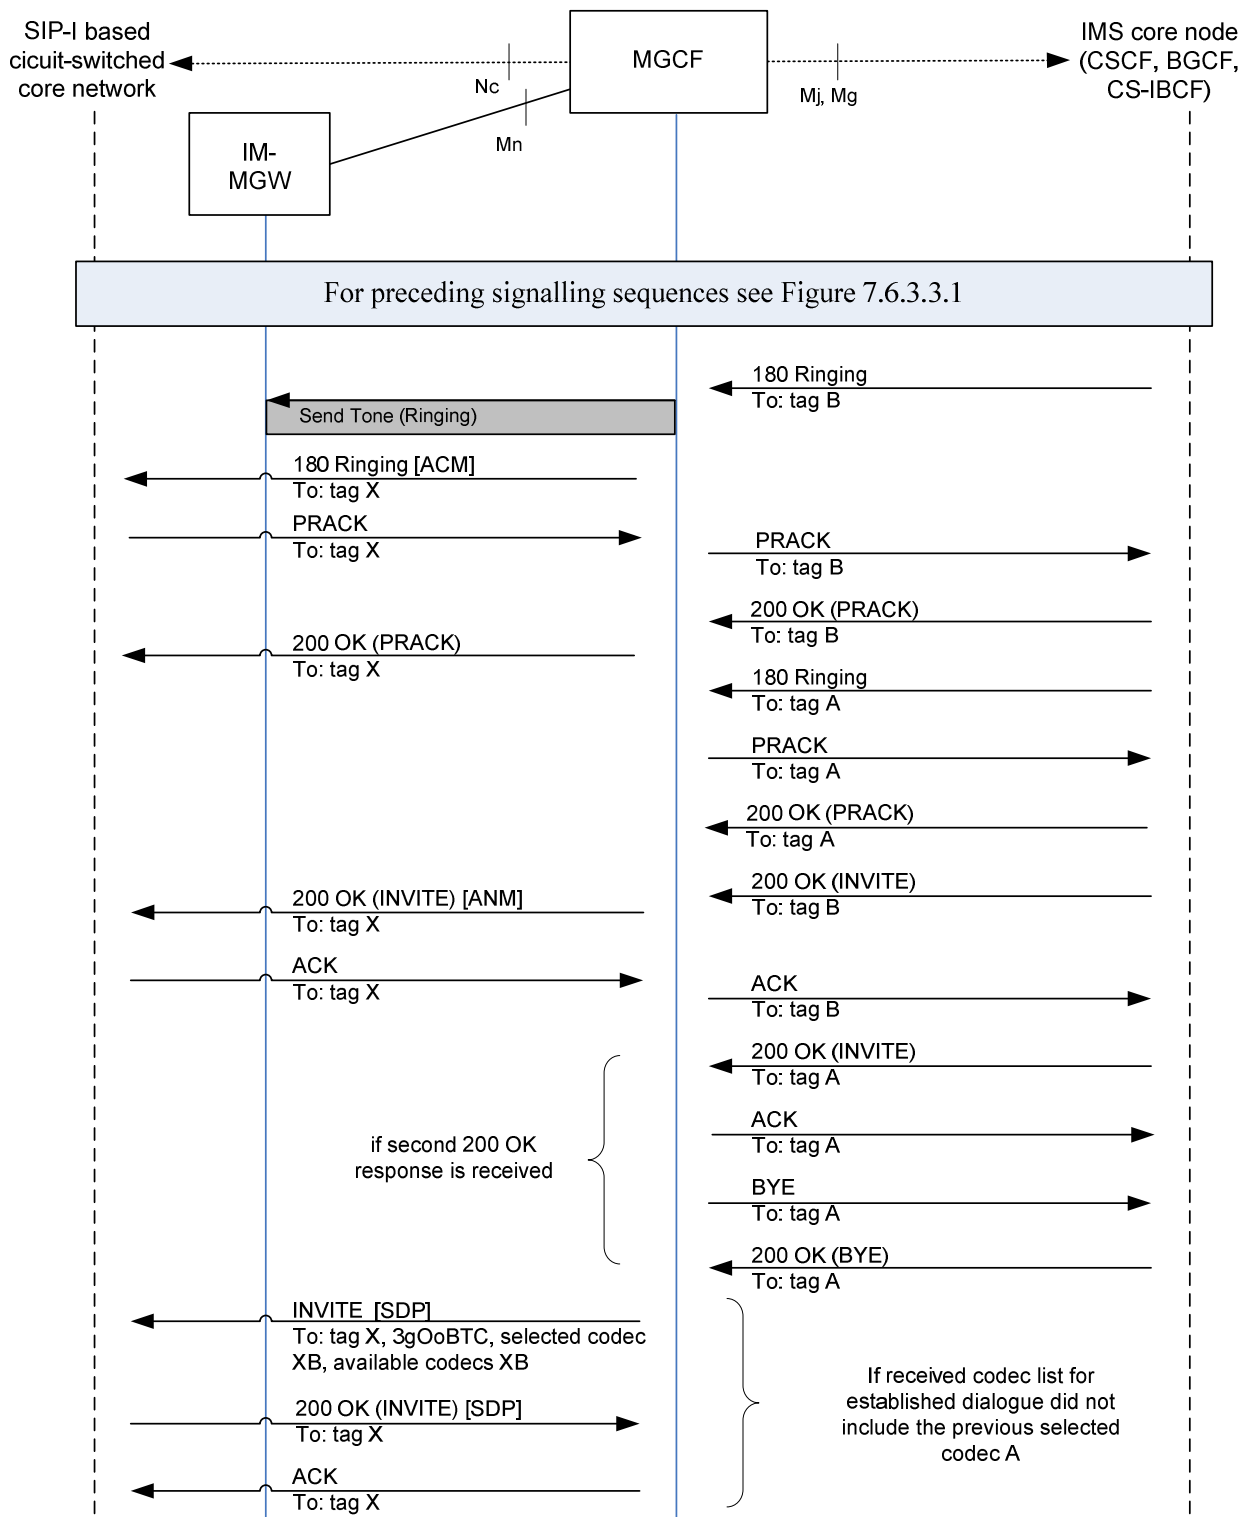 SIP-I based
cicuit-switched
core network
MGCF
IMS core node
(CSCF, BGCF,
CS-IBCF)
Nc
Mj, Mg
Mn
IM-
MGW
For preceding signalling sequences see Figure 7.6.3.3.1
180 Ringing
To: tag B
Send Tone (Ringing)
180 Ringing [ACM]
To: tag X
PRACK
To: tag X
PRACK
To: tag B
200 OK (PRACK)
To: tag B
200 OK (PRACK)
To: tag X
180 Ringing
To: tag A
PRACK
To: tag A
200 OK (PRACK)
To: tag A
200 OK (INVITE)
To: tag B
200 OK (INVITE) [ANM]
To: tag X
ACK
To: tag X
ACK
To: tag B
200 OK (INVITE)
To: tag A
if second 200 OK
response is received
ACK
To: tag A
BYE
To: tag A
200 OK (BYE)
To: tag A
INVITE [SDP]
To: tag X, 3gOoBTC, selected codec
XB, available codecs XB
If received codec list for
established dialogue did not
include the previous selected
codec A
200 OK (INVITE) [SDP]
To: tag X
ACK
To: tag X